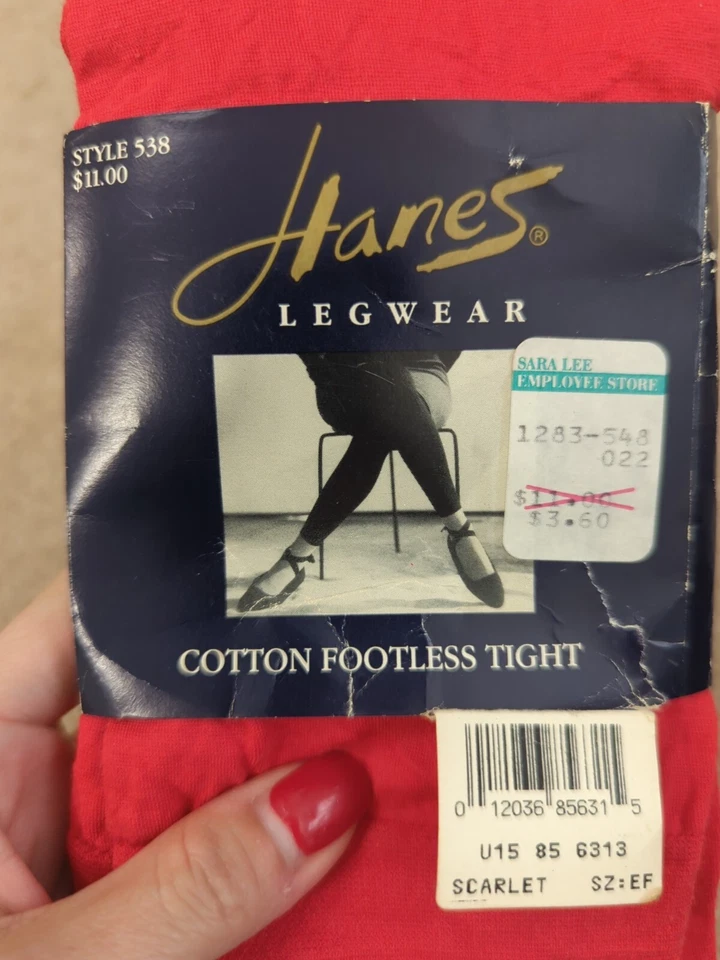 STYLE 538
$11.00
Hanes®
LEGWEAR
SARA LEE
EMPLOYEE STORE
1283-548
022
$11.00
$3.60
COTTON FOOTLESS TIGHT
0 12036 85631 5
U15 85 6313
SCARLET SZ:EF